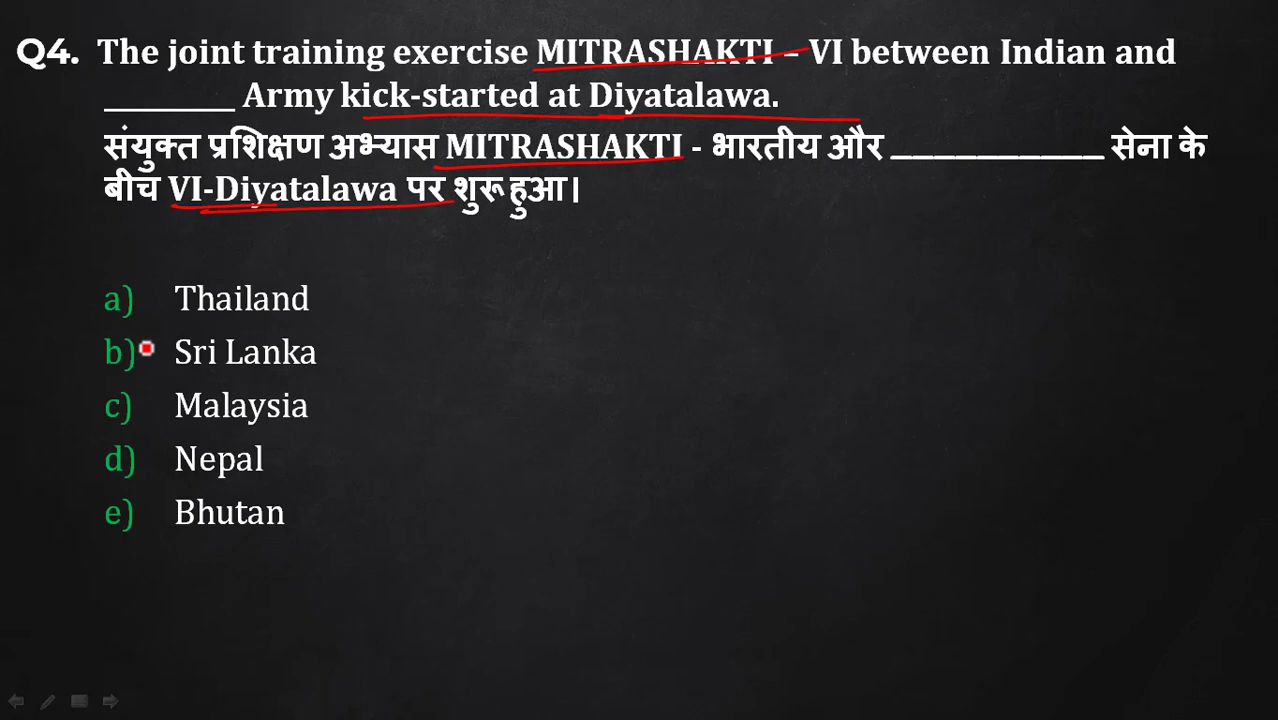 Q4. The joint training exercise MITRASHAKTI – VI between Indian and
_________ Army kick-started at Diyatalawa.
संयुक्त प्रशिक्षण अभ्यास MITRASHAKTI - भारतीय और ______________ सेना के
बीच VI-Diyatalawa पर शुरू हुआ।
a) Thailand
b) Sri Lanka
c) Malaysia
d) Nepal
e) Bhutan